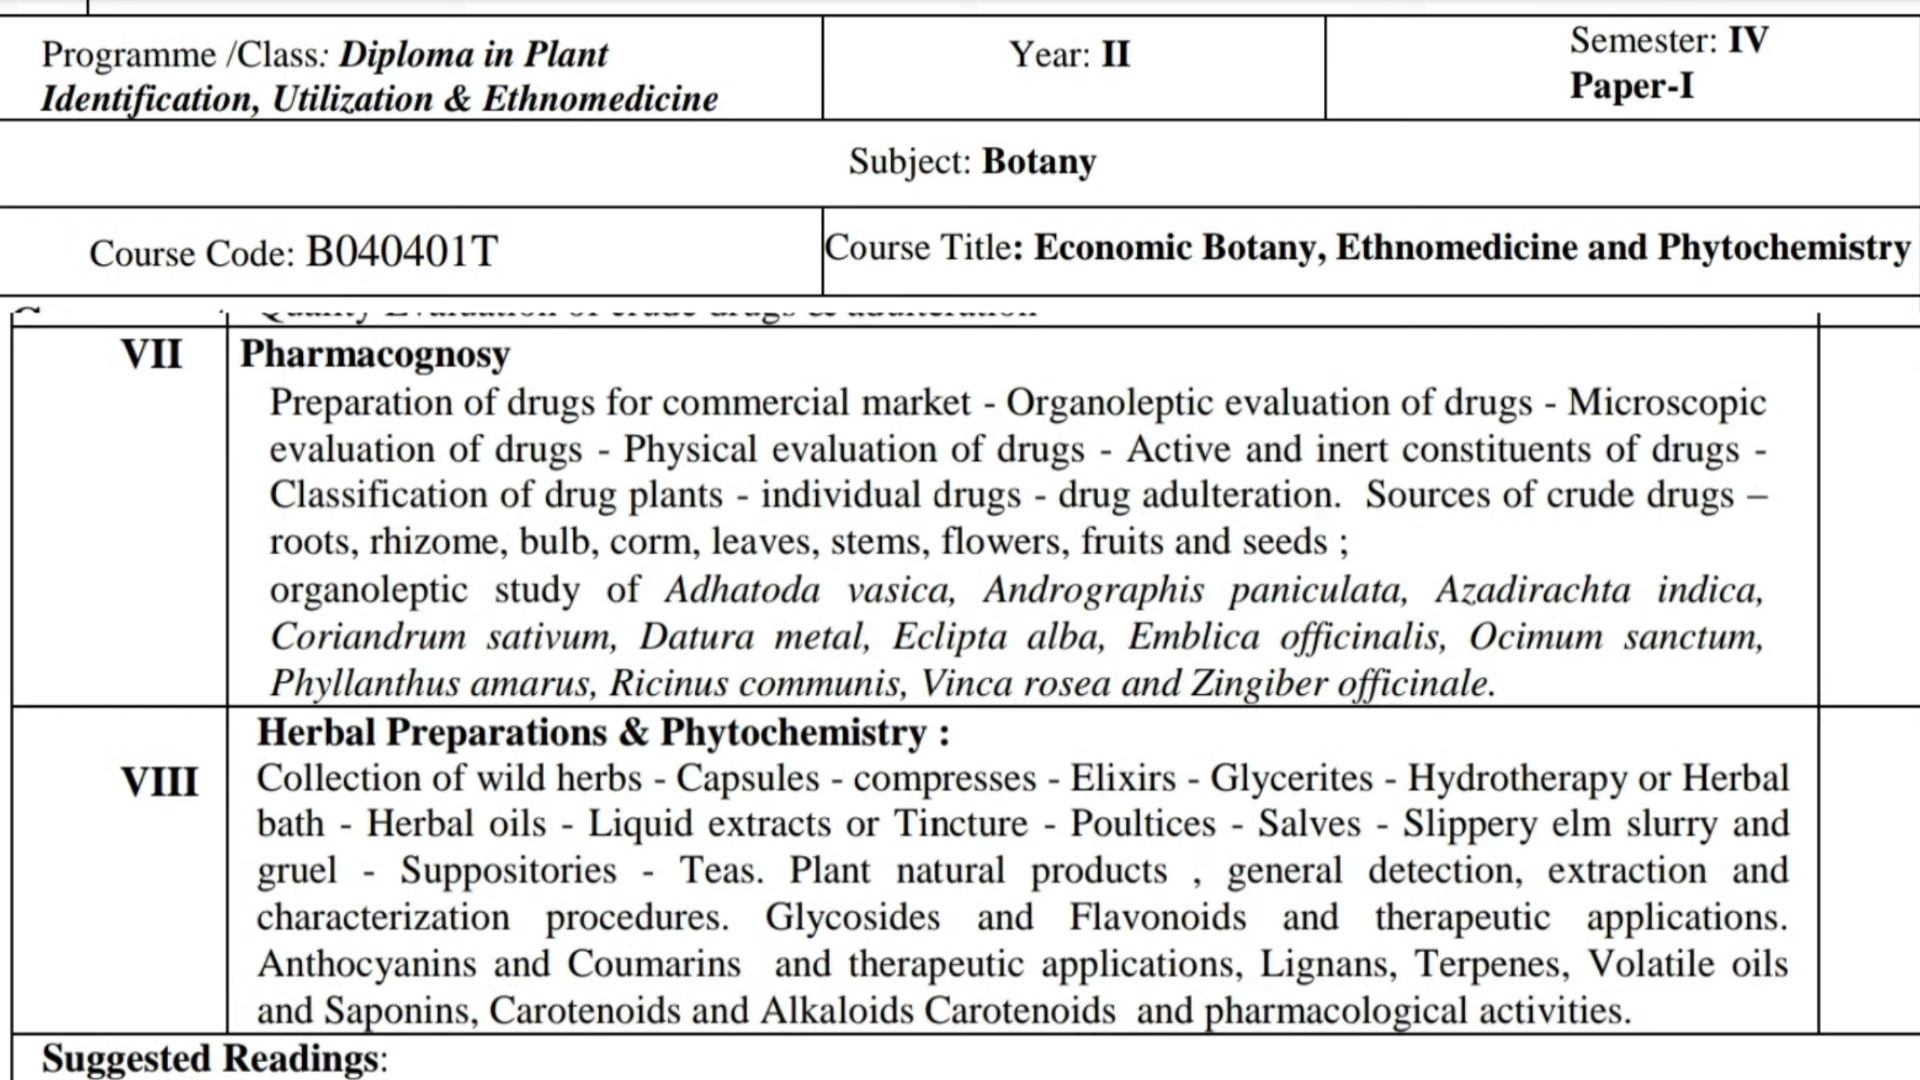 Programme /Class: Diploma in Plant
Identification, Utilization & Ethnomedicine
Year: II
Semester: IV
Paper-I
Subject: Botany
Course Code: B040401T
Course Title: Economic Botany, Ethnomedicine and Phytochemistry
Quality Evaluation of crude drugs & adulteration
VII
Pharmacognosy
Preparation of drugs for commercial market - Organoleptic evaluation of drugs - Microscopic
evaluation of drugs - Physical evaluation of drugs - Active and inert constituents of drugs -
Classification of drug plants - individual drugs - drug adulteration. Sources of crude drugs –
roots, rhizome, bulb, corm, leaves, stems, flowers, fruits and seeds ;
organoleptic study of Adhatoda vasica, Andrographis paniculata, Azadirachta indica,
Coriandrum sativum, Datura metal, Eclipta alba, Emblica officinalis, Ocimum sanctum,
Phyllanthus amarus, Ricinus communis, Vinca rosea and Zingiber officinale.
VIII
Herbal Preparations & Phytochemistry :
Collection of wild herbs - Capsules - compresses - Elixirs - Glycerites - Hydrotherapy or Herbal
bath - Herbal oils - Liquid extracts or Tincture - Poultices - Salves - Slippery elm slurry and
gruel - Suppositories - Teas. Plant natural products , general detection, extraction and
characterization procedures. Glycosides and Flavonoids and therapeutic applications.
Anthocyanins and Coumarins and therapeutic applications, Lignans, Terpenes, Volatile oils
and Saponins, Carotenoids and Alkaloids Carotenoids and pharmacological activities.
Suggested Readings: